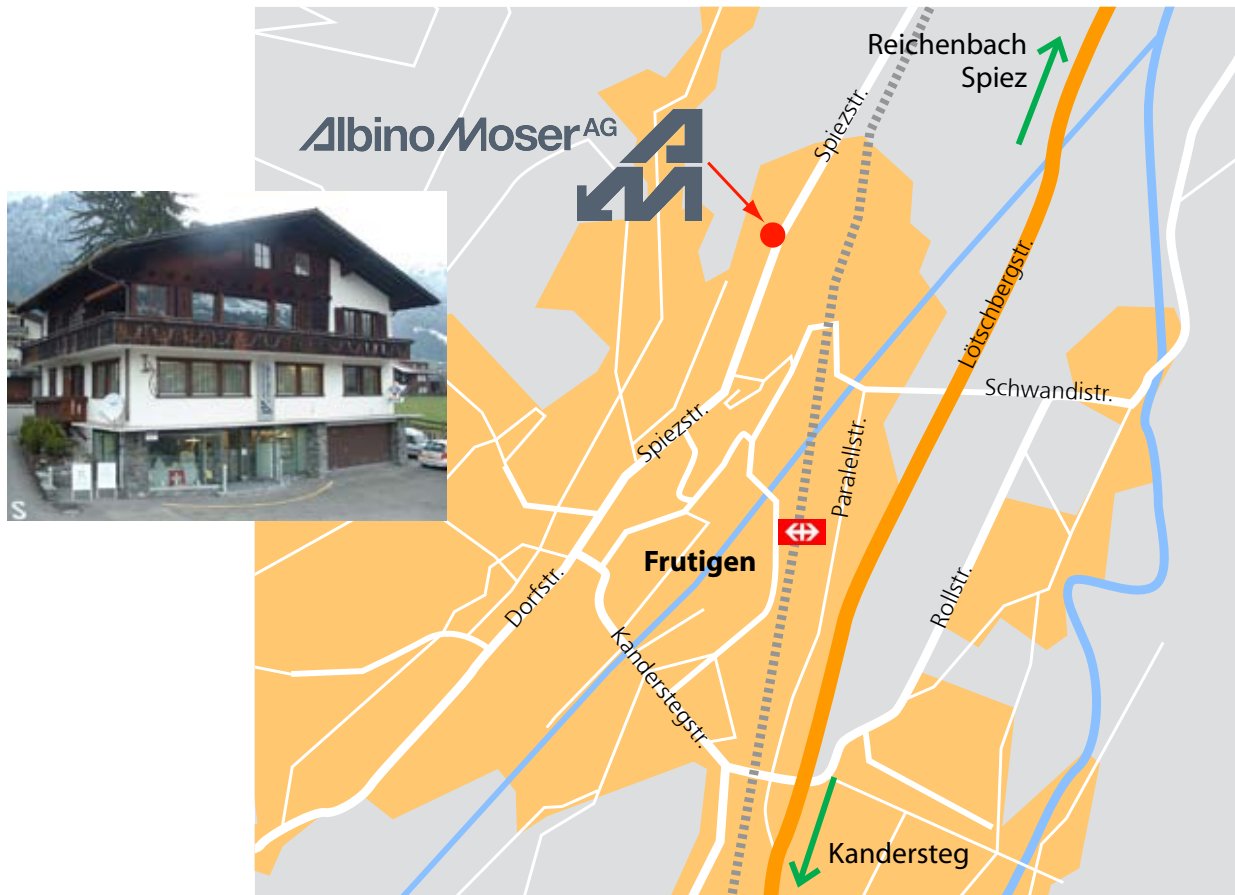 Reichenbach
Spiez
Albino Moser AG
Spiezstr.
Lötschbergstr.
Schwandistr.
Spiezstr.
Paralellstr.
Frutigen
Dorfstr.
Rollstr.
Kanderstegstr.
Kandersteg
S